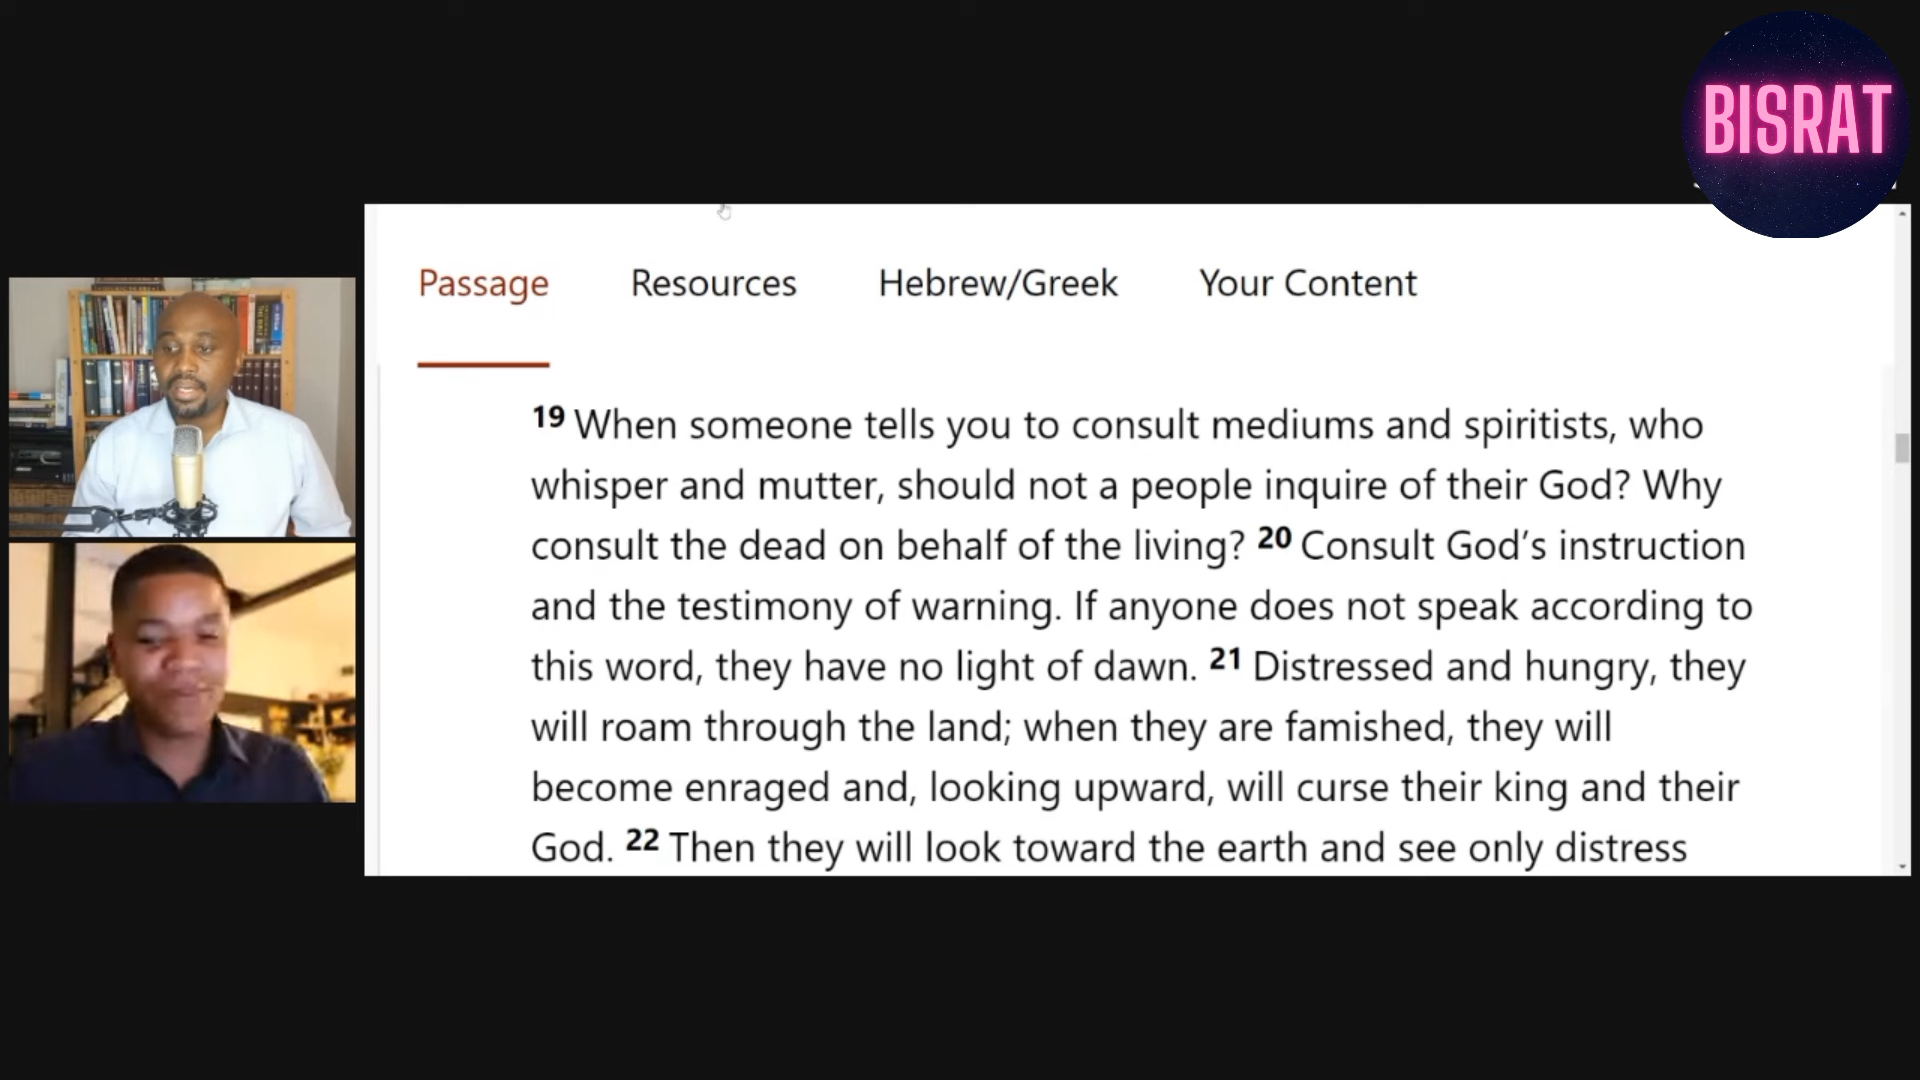 BISRAT
Passage Resources Hebrew/Greek Your Content
19 When someone tells you to consult mediums and spiritists, who
whisper and mutter, should not a people inquire of their God? Why
consult the dead on behalf of the living? 20 Consult God’s instruction
and the testimony of warning. If anyone does not speak according to
this word, they have no light of dawn. 21 Distressed and hungry, they
will roam through the land; when they are famished, they will
become enraged and, looking upward, will curse their king and their
God. 22 Then they will look toward the earth and see only distress